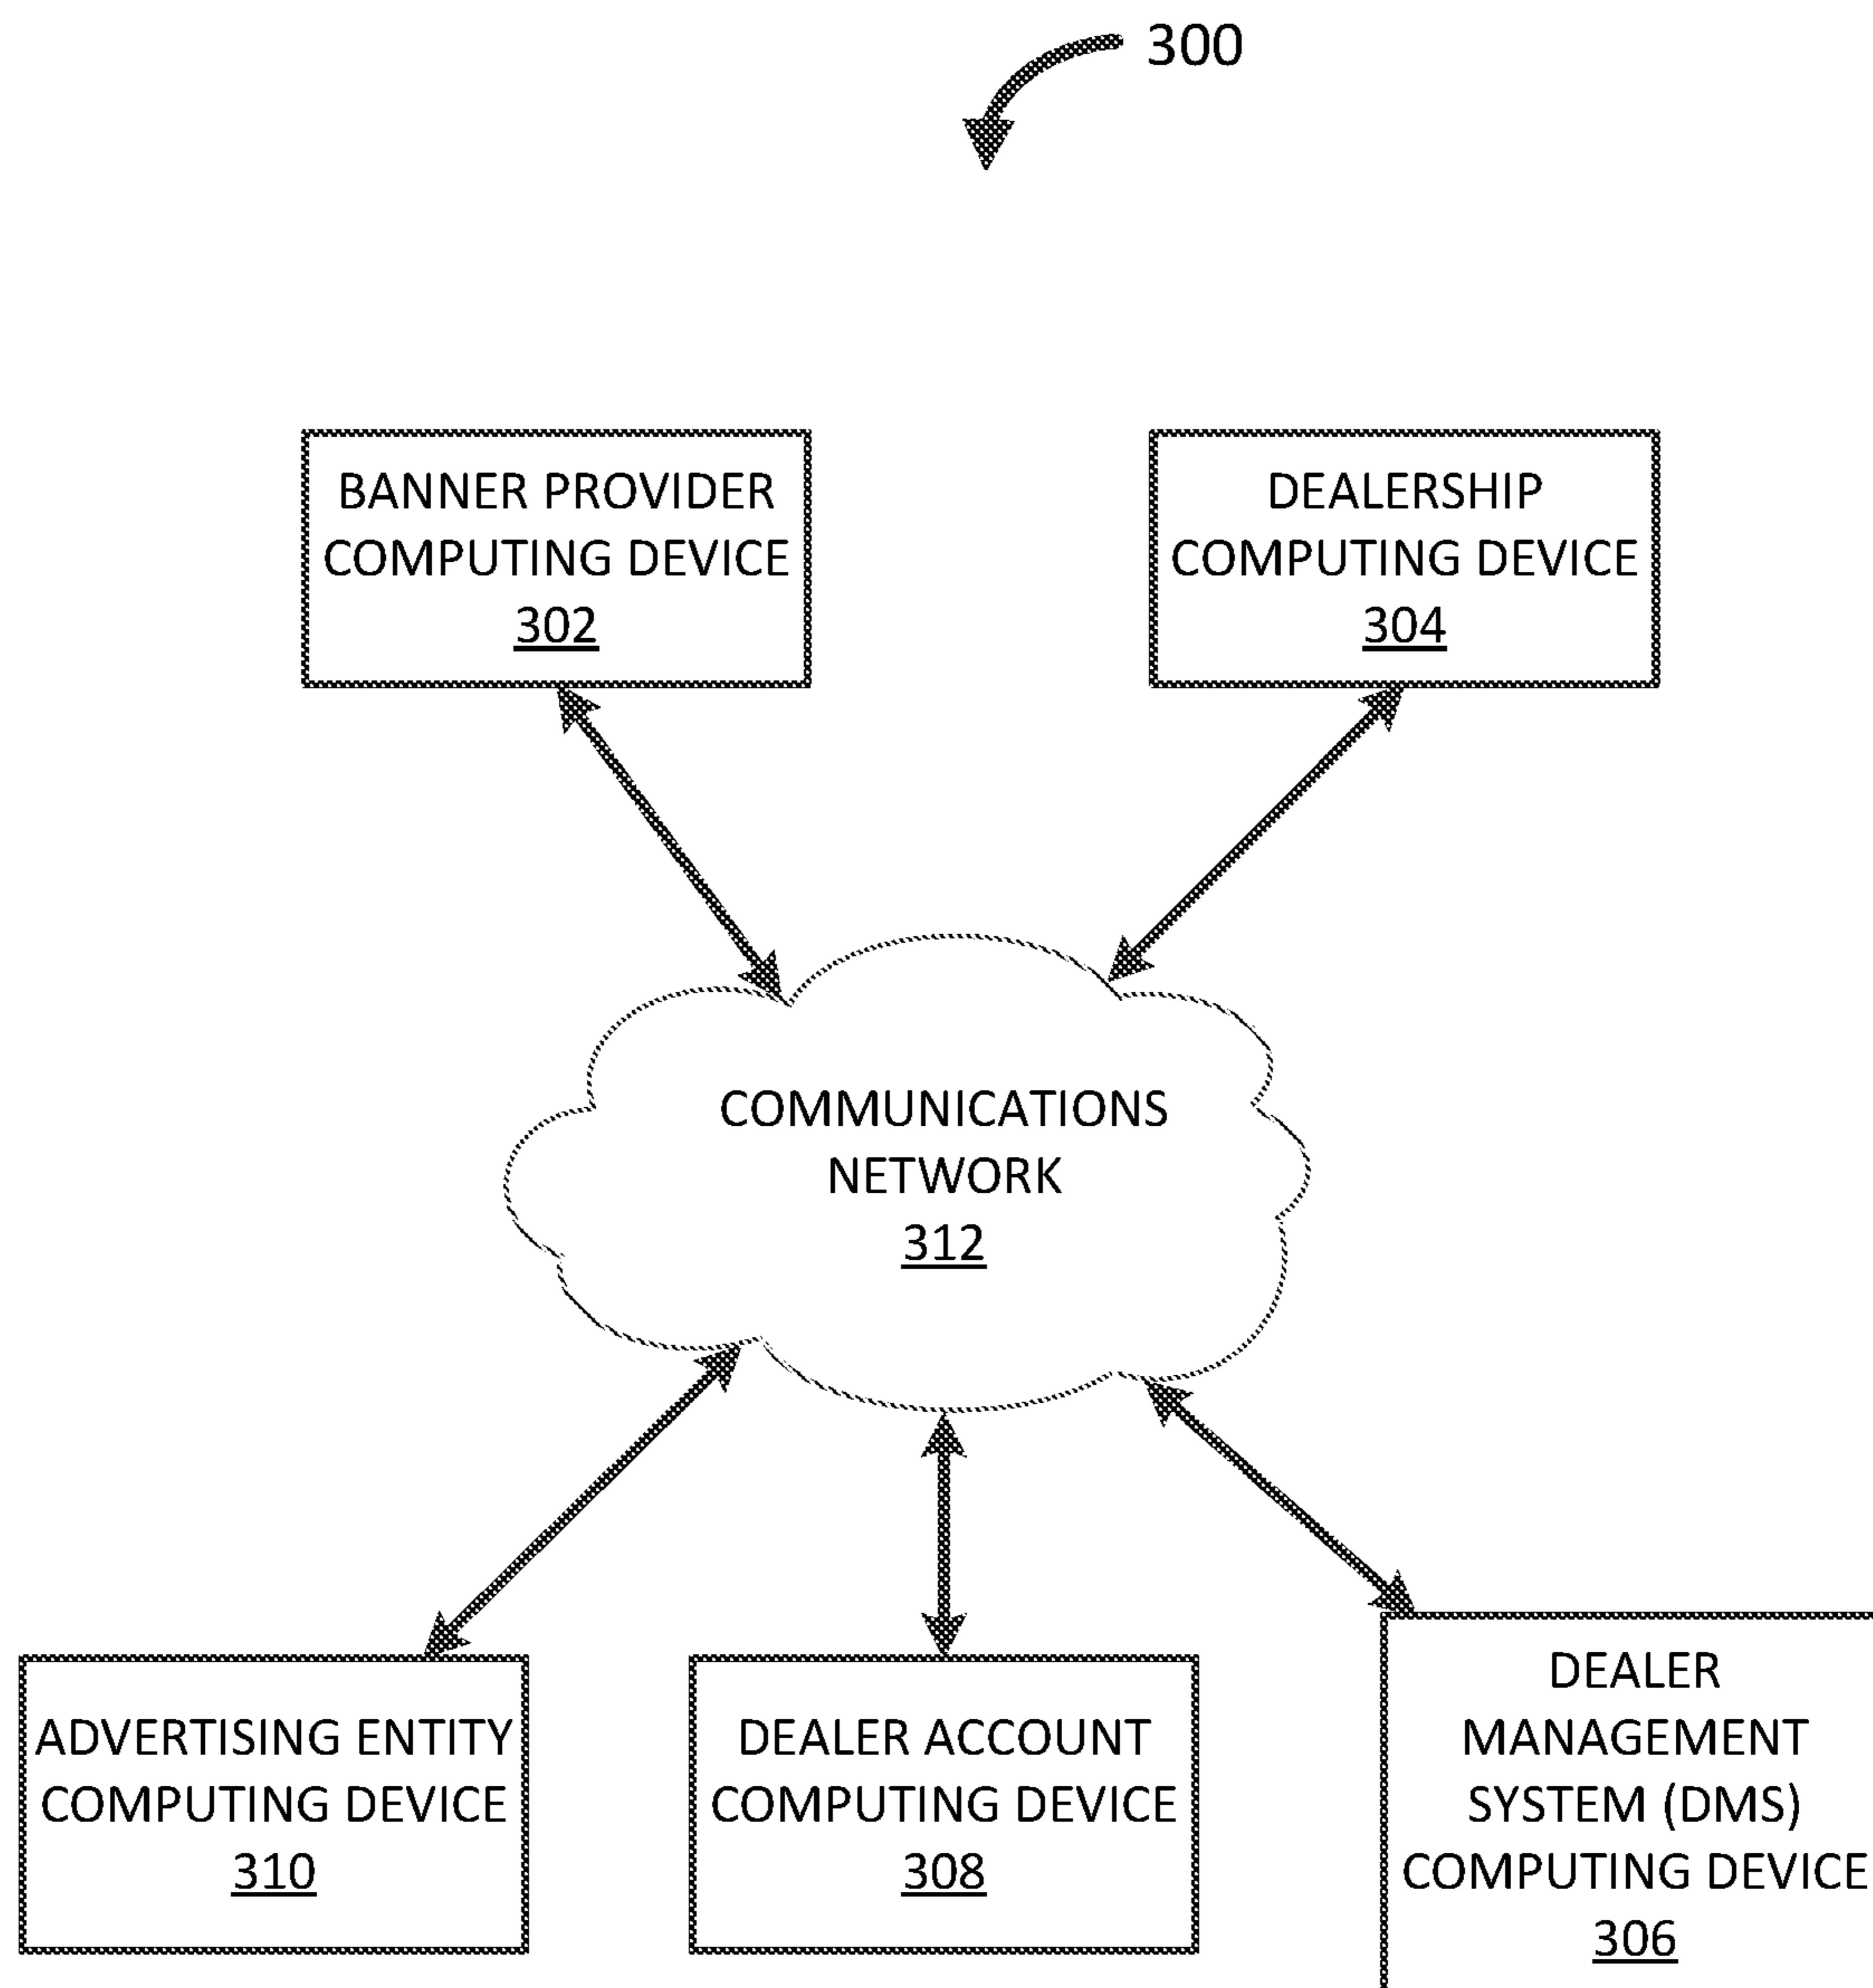 300
BANNER PROVIDER
COMPUTING DEVICE
302
DEALERSHIP
COMPUTING DEVICE
304
COMMUNICATIONS
NETWORK
312
ADVERTISING ENTITY
COMPUTING DEVICE
310
DEALER ACCOUNT
COMPUTING DEVICE
308
DEALER
MANAGEMENT
SYSTEM (DMS)
COMPUTING DEVICE
306